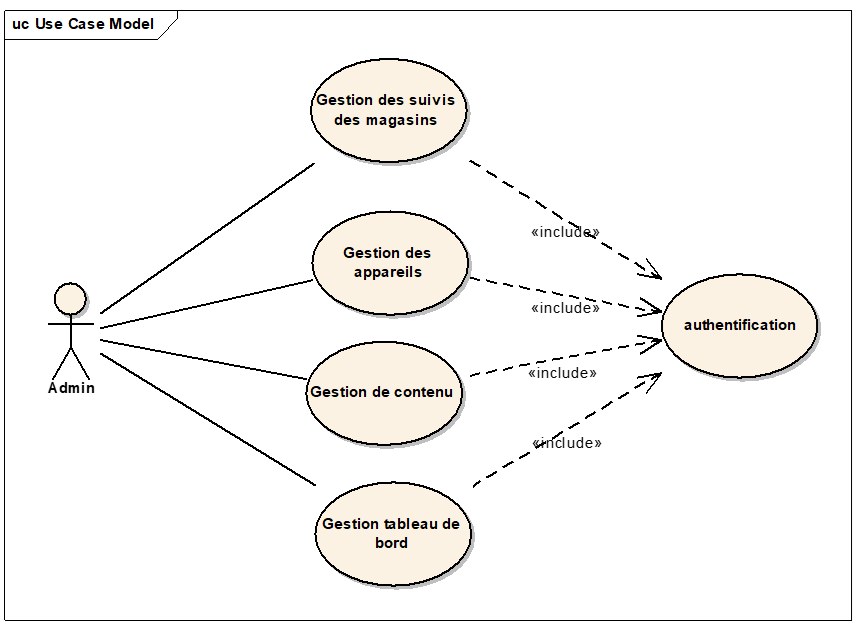 uc Use Case Model
Gestion des suivis
des magasins
«include»
Gestion des
appareils
«include»
authentification
Admin
«include»
Gestion de contenu
«include»
Gestion tableau de
bord